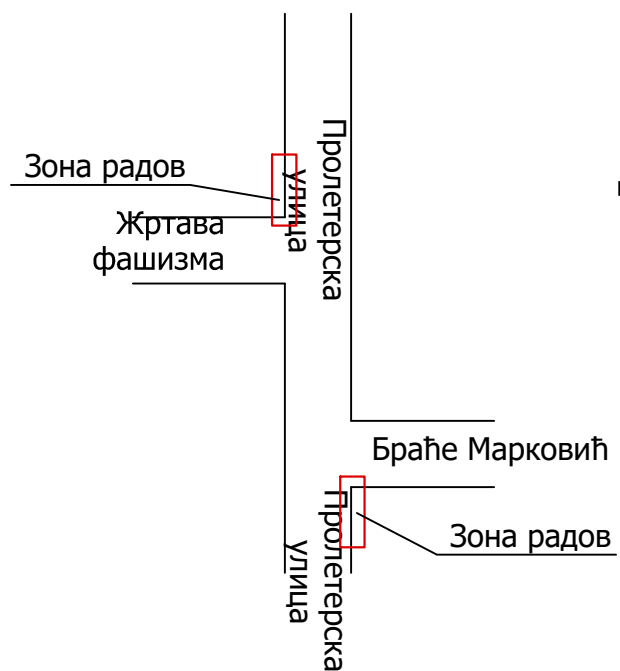 Зона радов
Пролетерска
улица
Жртава
фашизма
Браће Марковић
Зона радов
Пролетерска
улица